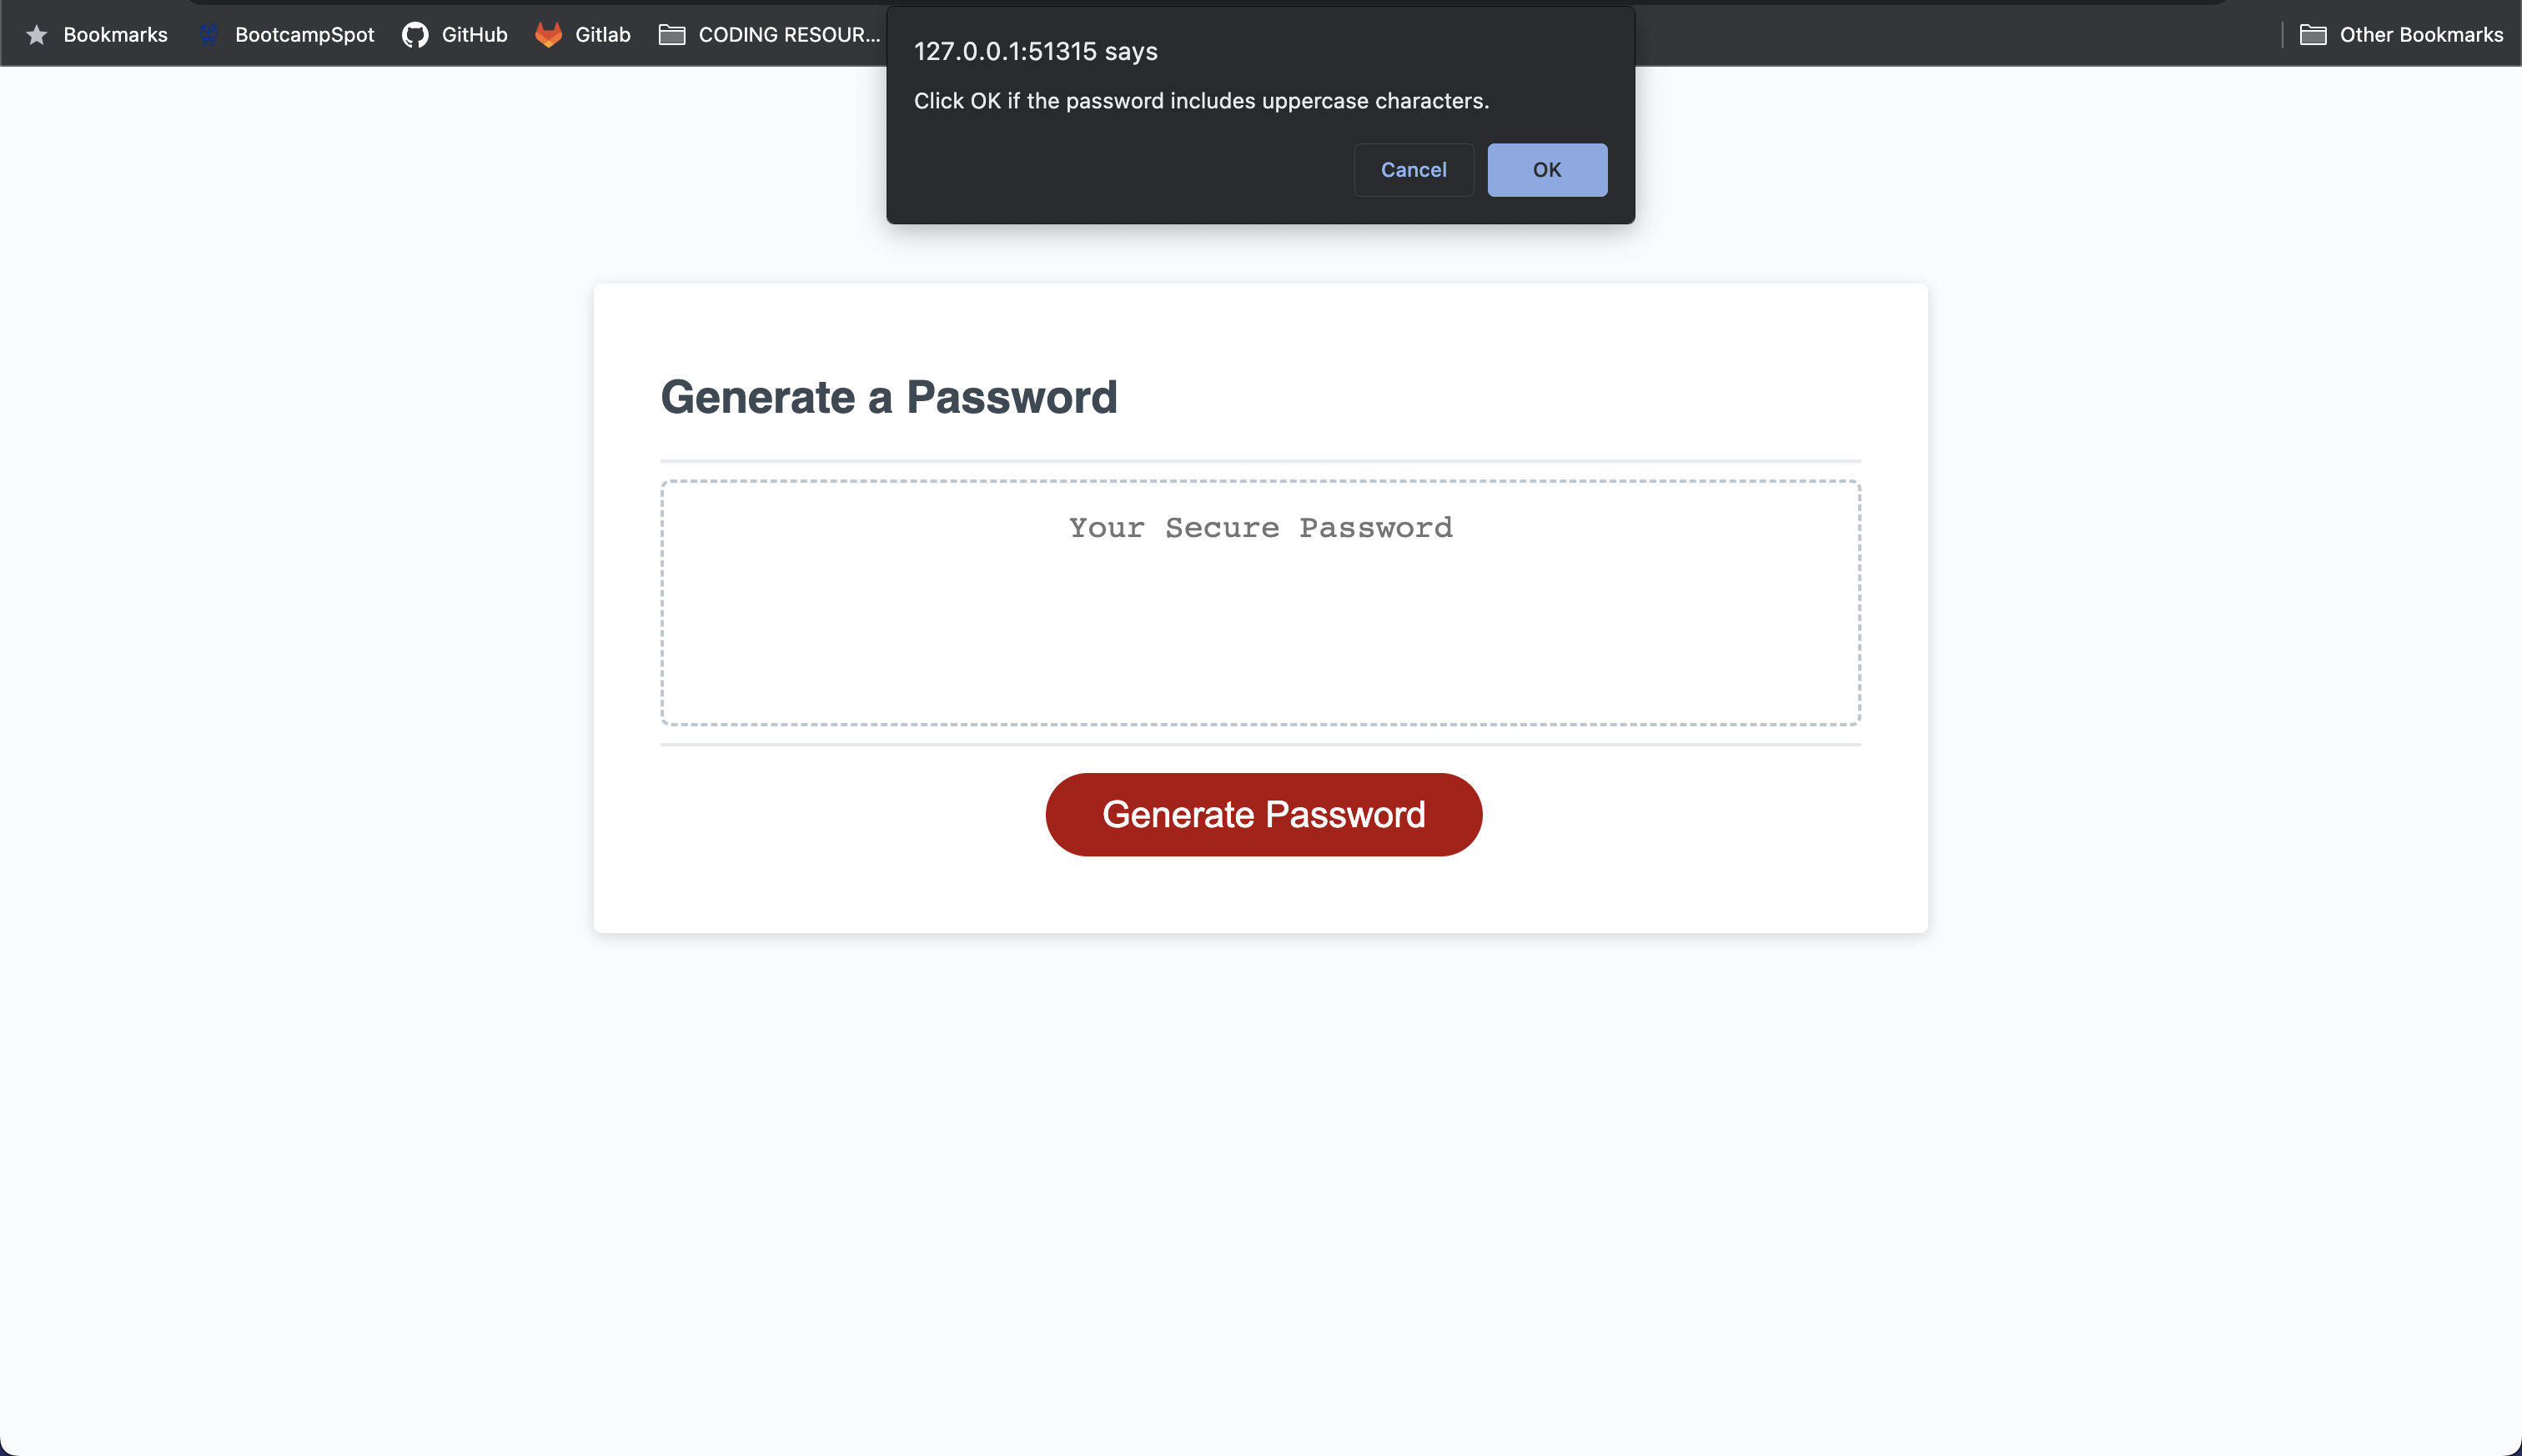 Bookmarks BootcampSpot GitHub Gitlab CODING RESOUR... Other Bookmarks
127.0.0.1:51315 says
Click OK if the password includes uppercase characters.
Cancel OK
Generate a Password
Your Secure Password
Generate Password